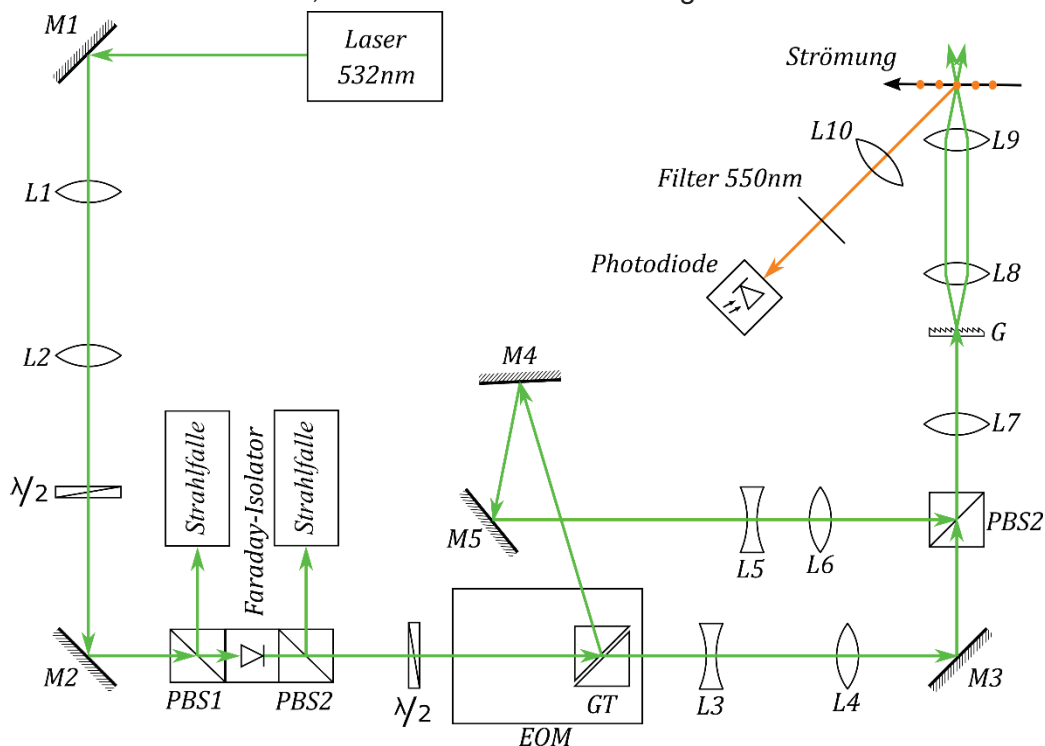 M1
Laser
532nm
Strömung
L10
L9
Filter 550nm
L1
Photodiode
L8
G
L2
M4
L7
Strahlfalle
Faraday-Isolator
Strahlfalle
λ/2
M5
L5
L6
PBS2
M2
PBS1
PBS2
λ/2
GT
EOM
L3
L4
M3